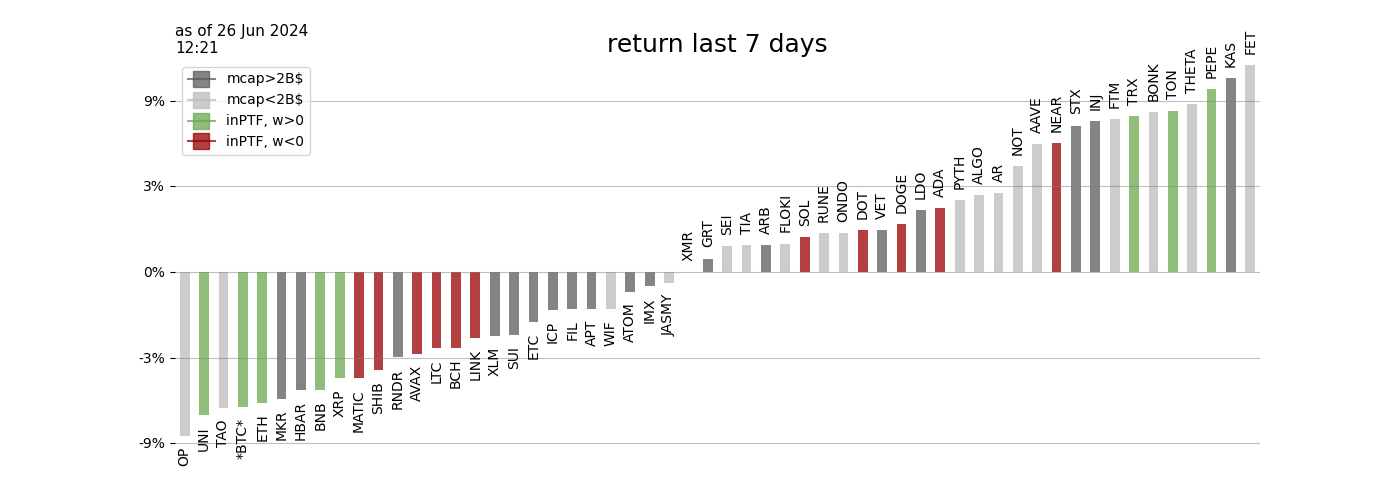 as of 26 Jun 2024
12:21
return last 7 days
mcap>2B$
mcap<2B$
inPTF, w>0
inPTF, w<0
9%
3%
0%
-3%
-9%
OP
UNI
TAO
*BTC*
ETH
MKR
HBAR
BNB
XRP
MATIC
SHIB
RNDR
AVAX
LTC
BCH
LINK
XLM
SUI
ETC
ICP
FIL
APT
WIF
ATOM
IMX
JASMY
XMR
GRT
SEI
TIA
ARB
FLOKI
SOL
RUNE
ONDO
DOT
VET
DOGE
LDO
ADA
PYTH
ALGO
AR
NOT
AAVE
NEAR
STX
INJ
FTM
TRX
BONK
TON
THETA
PEPE
KAS
FET